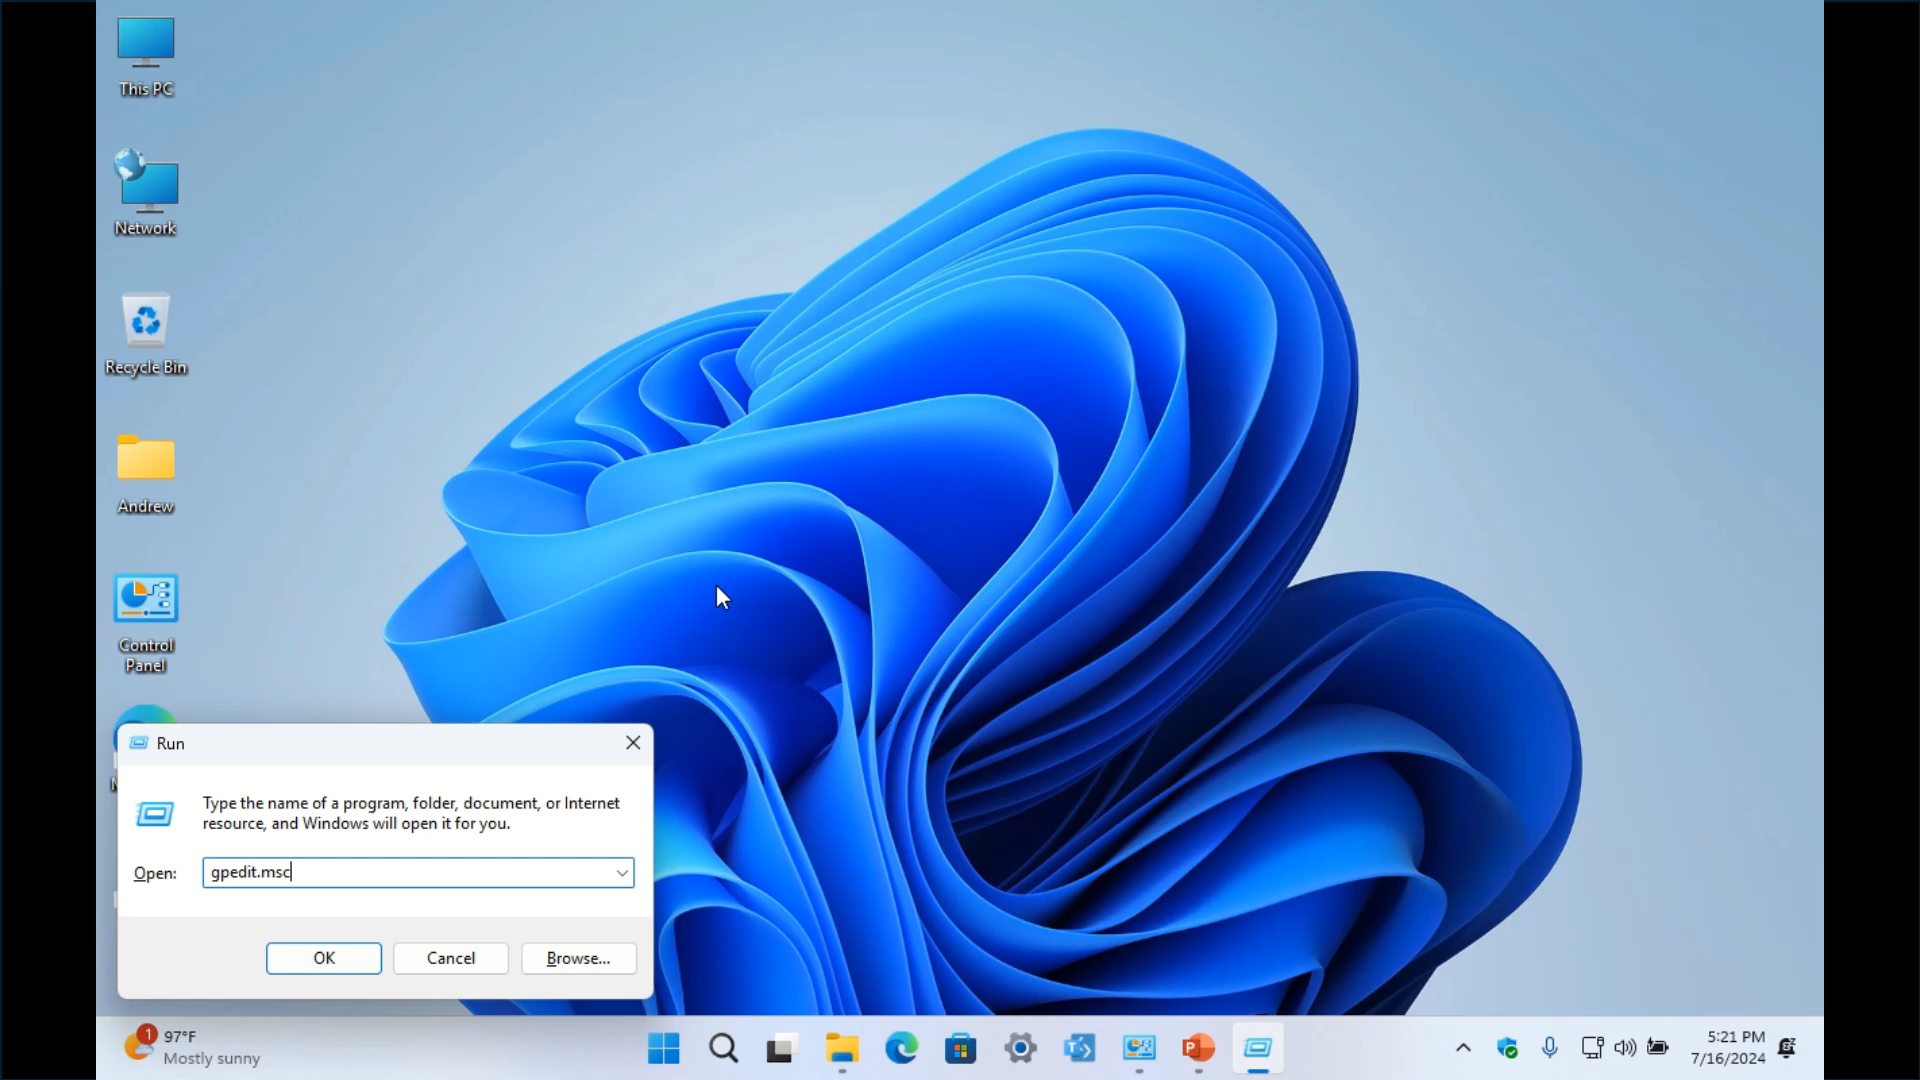 This PC
Network
Recycle Bin
Andrew
Control
Panel
Run
Type the name of a program, folder, document, or Internet
resource, and Windows will open it for you.
Open:
gpedit.msc
OK
Cancel
Browse...
1
97°F
Mostly sunny
5:21 PM
7/16/2024